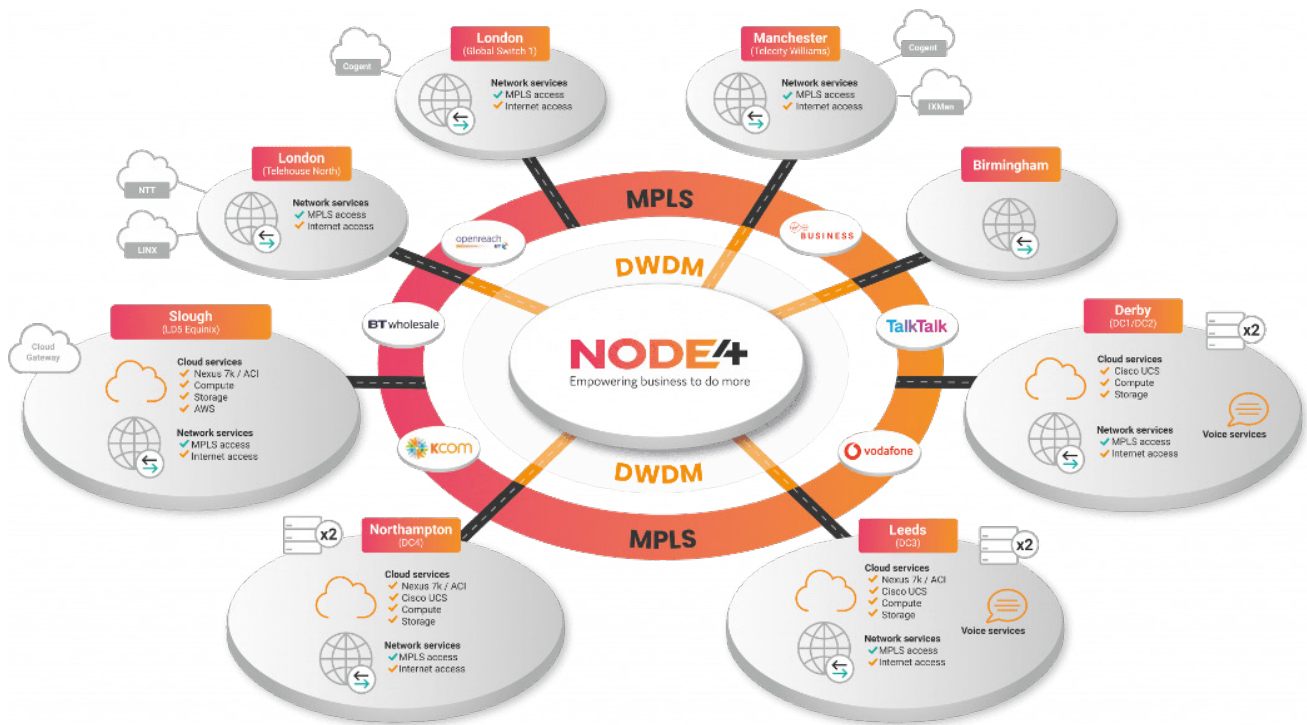 London
(Global Switch 1)
Cogent
Network services
MPLS access
Internet access
Manchester
(Telecity Williams)
Cogent
IXMan
Network services
MPLS access
Internet access
London
(Telehouse North)
NTT
LINX
Network services
MPLS access
Internet access
Birmingham
MPLS
openreach
BT
BUSINESS
DWDM
Slough
(LD5 Equinix)
Cloud
Gateway
Cloud services
Nexus 7k / ACI
Compute
Storage
AWS
Network services
MPLS access
Internet access
BT wholesale
TalkTalk
NODE4
Empowering business to do more
Derby
(DC1/DC2)
x2
Cloud services
Cisco UCS
Compute
Storage
Voice services
Network services
MPLS access
Internet access
KCOM
vodafone
DWDM
MPLS
Northampton
(DC4)
x2
Cloud services
Nexus 7k / ACI
Cisco UCS
Compute
Storage
Network services
MPLS access
Internet access
Leeds
(DC3)
x2
Cloud services
Nexus 7k / ACI
Cisco UCS
Compute
Storage
Voice services
Network services
MPLS access
Internet access